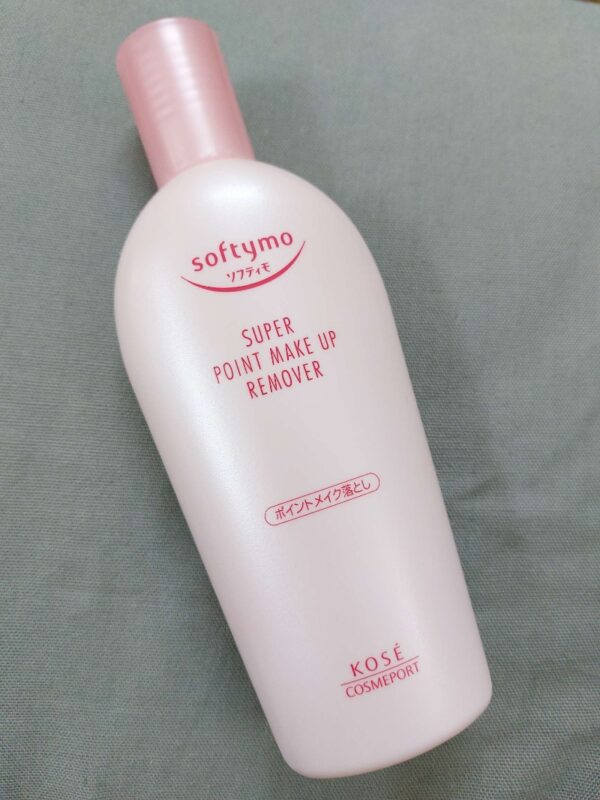 softymo
ソフティモ
SUPER
POINT MAKE UP
REMOVER
ポイントメイク落とし
KOSÉ
COSMEPORT